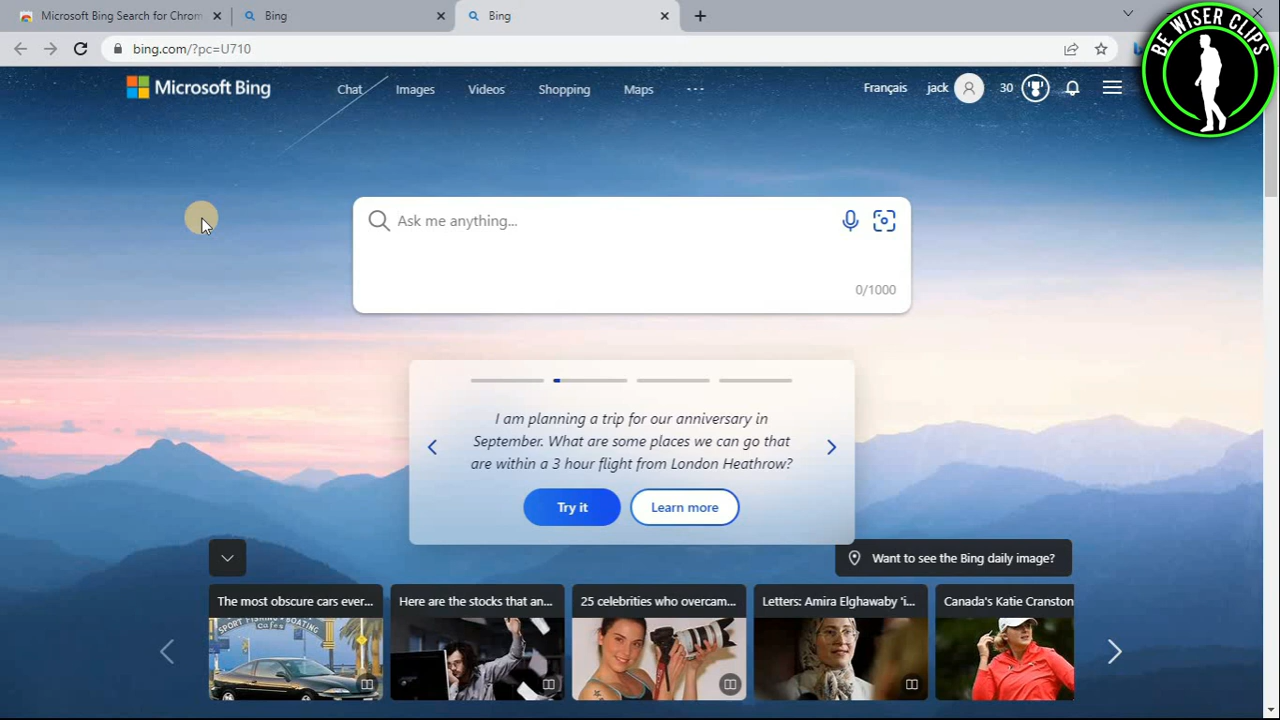 Microsoft Bing Search for Chrom
Bing
Bing
bing.com/?pc=U710
BE WISER CLIPS
Microsoft Bing
Chat
Images
Videos
Shopping
Maps
Français
jack
30
Ask me anything...
0/1000
I am planning a trip for our anniversary in
September. What are some places we can go that
are within a 3 hour flight from London Heathrow?
Try it
Learn more
Want to see the Bing daily image?
The most obscure cars ever...
Here are the stocks that an...
25 celebrities who overcam...
Letters: Amira Elghawaby 'i...
Canada's Katie Cranston
SPORT FISHING & BOATING
Cafes